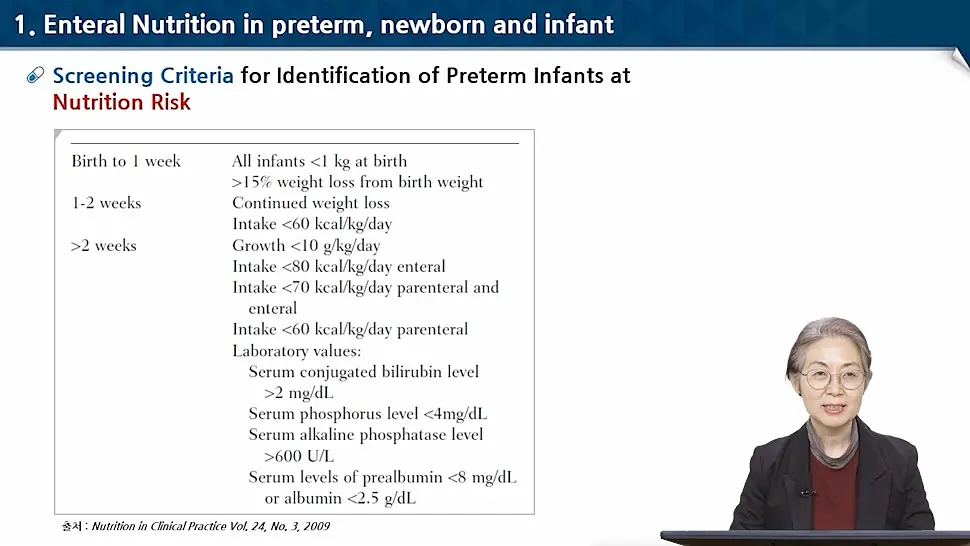 1. Enteral Nutrition in preterm, newborn and infant
Screening Criteria for Identification of Preterm Infants at
Nutrition Risk
Birth to 1 week All infants <1 kg at birth
>15% weight loss from birth weight
1-2 weeks Continued weight loss
Intake <60 kcal/kg/day
>2 weeks Growth <10 g/kg/day
Intake <80 kcal/kg/day enteral
Intake <70 kcal/kg/day parenteral and
enteral
Intake <60 kcal/kg/day parenteral
Laboratory values:
Serum conjugated bilirubin level
>2 mg/dL
Serum phosphorus level <4mg/dL
Serum alkaline phosphatase level
>600 U/L
Serum levels of prealbumin <8 mg/dL
or albumin <2.5 g/dL
출처 : Nutrition in Clinical Practice Vol. 24, No. 3, 2009